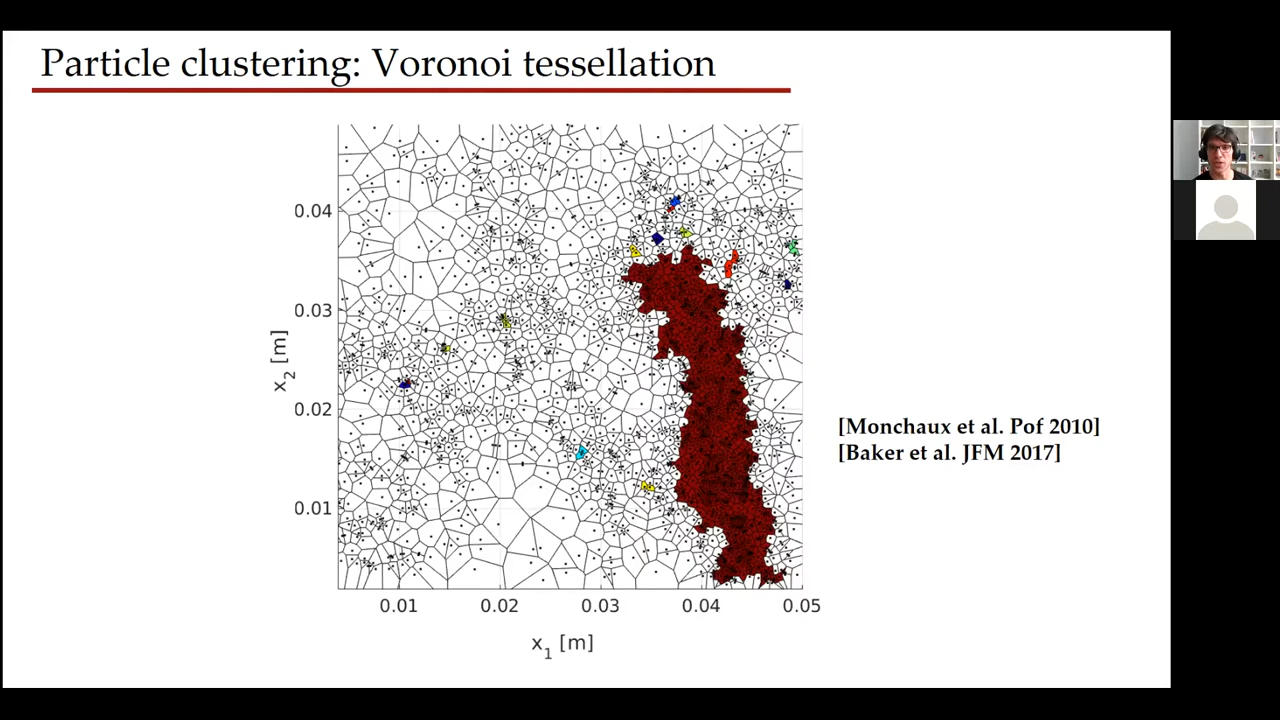 Particle clustering: Voronoi tessellation
0.04
0.03
0.02
0.01
x2 [m]
0.01 0.02 0.03 0.04 0.05
x1 [m]
[Monchaux et al. Pof 2010]
[Baker et al. JFM 2017]